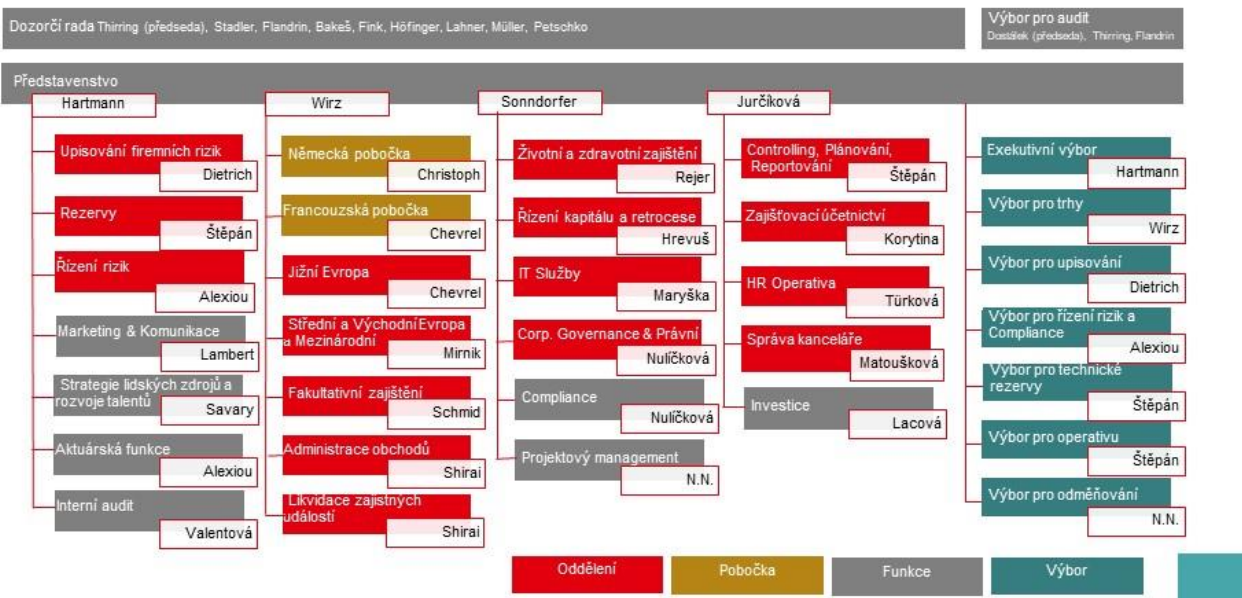 Dozorčí rada Thirring (předseda), Stadler, Flandrin, Bakeš, Fink, Höfinger, Lahner, Müller, Petschko
Výbor pro audit
Dostálek (předseda), Thirring, Flandrin
Představenstvo
Hartmann
Upisování firemních rizik
Dietrich
Rezervy
Štěpán
Řízení rizik
Alexiou
Marketing & Komunikace
Lambert
Strategie lidských zdrojů a
rozvoje talentů
Savary
Aktuárská funkce
Alexiou
Interní audit
Valentová
Wirz
Německá pobočka
Christoph
Francouzská pobočka
Chevrel
Jižní Evropa
Chevrel
Střední a Východní Evropa
a Mezinárodní
Mirnik
Fakultativní zajištění
Schmid
Administrace obchodů
Shirai
Likvidace zajistných
událostí
Shirai
Sonndorfer
Životní a zdravotní zajištění
Rejer
Řízení kapitálu a retrocese
Hrevuš
IT Služby
Maryška
Corp. Governance & Právní
Nulíčková
Compliance
Nulíčková
Projektový management
N.N.
Jurčíková
Controlling, Plánování,
Reportování
Štěpán
Zajišťovací účetnictví
Korytina
HR Operativa
Türková
Správa kanceláře
Matoušková
Investice
Lacová
Exekutivní výbor
Hartmann
Výbor pro trhy
Wirz
Výbor pro upisování
Dietrich
Výbor pro řízení rizik a
Compliance
Alexiou
Výbor pro technické
rezervy
Štěpán
Výbor pro operativu
Štěpán
Výbor pro odměňování
N.N.
Oddělení
Pobočka
Funkce
Výbor